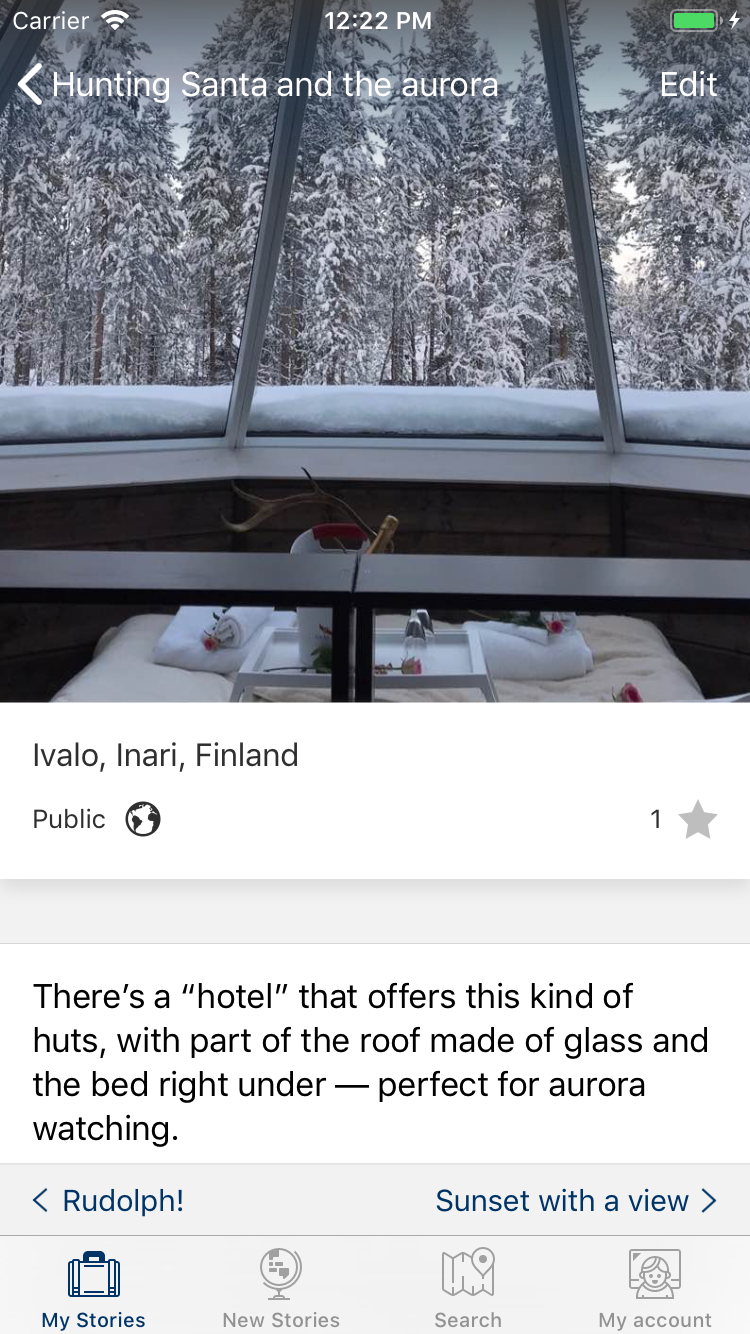 Carrier 12:22 PM
Hunting Santa and the aurora Edit
Ivalo, Inari, Finland
Public 1
There’s a “hotel” that offers this kind of
huts, with part of the roof made of glass and
the bed right under — perfect for aurora
watching.
Rudolph! Sunset with a view
My Stories New Stories Search My account